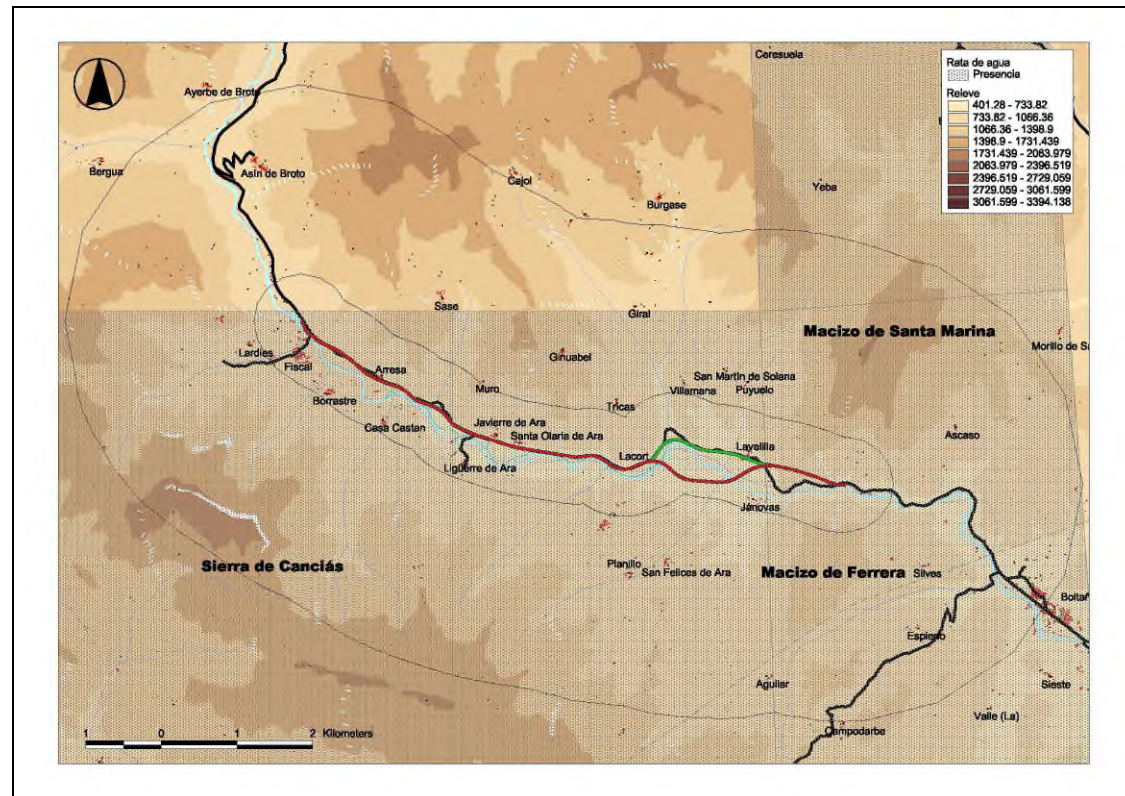 Ceresuela
Rata de agua
Presencia
Releve
401.28 - 733.82
733.82 - 1066.36
1066.36 - 1398.9
1398.9 - 1731.439
1731.439 - 2063.979
2063.979 - 2396.519
2396.519 - 2729.059
2729.059 - 3061.599
3061.599 - 3394.138
Ayerbe de Broto
Bergua
Asín de Broto
Cajol
Burgase
Yeba
Sase
Giral
Macizo de Santa Marina
Morillo de Sa
Lardies
Fiscal
Ginuabel
Arresa
Muro
San Martín de Solana
Villamana
Puyuelo
Borrastre
Tricas
Casa Castan
Javierre de Ara
Santa Olaria de Ara
Ascaso
Lacort
Lavelilla
Ligüerre de Ara
Jánovas
Sierra de Canciás
Planillo
San Felices de Ara
Macizo de Ferrera
Silves
Boltañ
Espierlo
Aguilar
Sieste
Valle (La)
Campodarbe
1 0 1 2 Kilometers